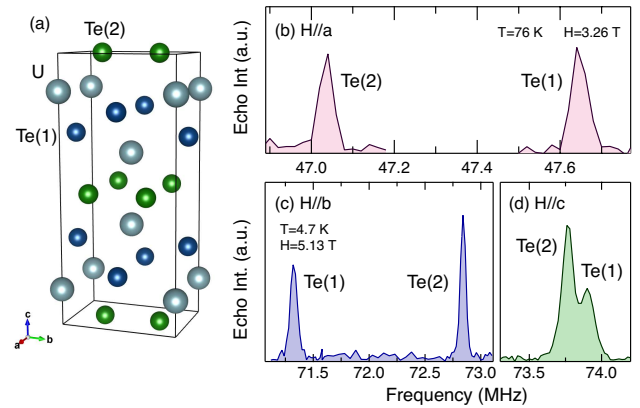 (a)
Te(2)
U
Te(1)
c
a
b
(b) H//a
T=76 K
H=3.26 T
Te(2)
Te(1)
Echo Int (a.u.)
47.0
47.2
47.4
47.6
(c) H//b
T=4.7 K
H=5.13 T
Te(1)
Te(2)
Echo Int. (a.u.)
71.5
72.0
72.5
73.0
(d) H//c
Te(2)
Te(1)
73.5
74.0
Frequency (MHz)